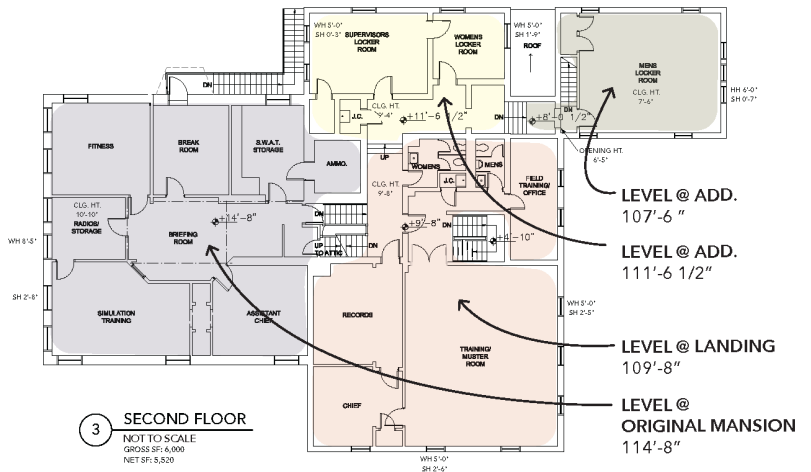 WH 5'-0"
SH 0'-3"
SUPERVISORS
LOCKER
ROOM
WOMENS
LOCKER
ROOM
WH 5'-0"
SH 1'-9"
ROOF
MENS
LOCKER
ROOM
CLG. HT.
7'-6"
HH 6'-0"
SH 0'-7"
DN
DN
CLG. HT.
9'-4"
J.C.
+11'-6 1/2"
DN
+8'-0 1/2"
OPENING HT.
6'-5"
FITNESS
BREAK
ROOM
S.W.A.T.
STORAGE
AMMO.
UP
WOMENS
MENS
J.C.
FIELD
TRAINING/
OFFICE
CLG. HT.
9'-8"
CLG. HT.
10'-10"
RADIOS/
STORAGE
+14'-8"
BRIEFING
ROOM
DN
UP
TO ATTIC
DN
+9'-8"
DN
+4'-10"
WH 8'-5"
SH 2'-8"
SIMULATION
TRAINING
ASSISTANT
CHIEF
RECORDS
TRAINING/
MUSTER
ROOM
CHIEF
WH 5'-0"
SH 2'-5"
WH 5'-0"
SH 2'-6"
LEVEL @ ADD.
107'-6 "
LEVEL @ ADD.
111'-6 1/2"
LEVEL @ LANDING
109'-8"
LEVEL @
ORIGINAL MANSION
114'-8"
3
SECOND FLOOR
NOT TO SCALE
GROSS SF: 6,000
NET SF: 5,520